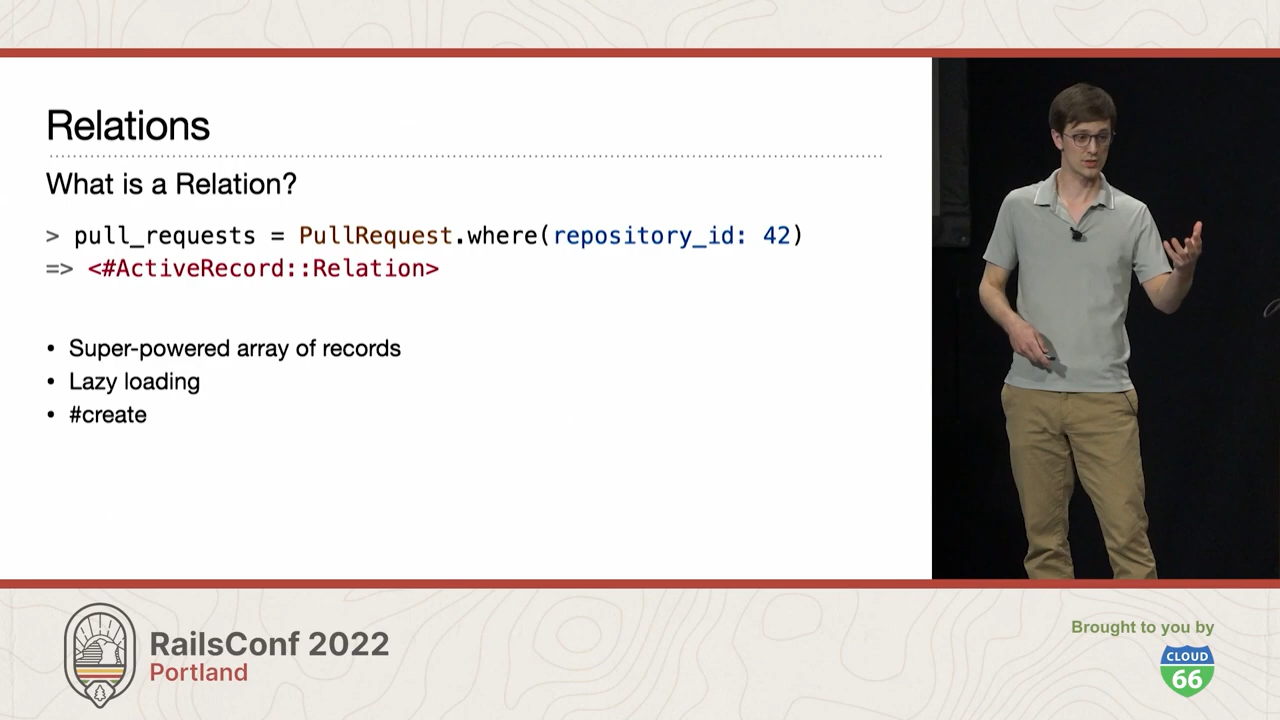 Relations
What is a Relation?
> pull_requests = PullRequest.where(repository_id: 42)
=> <#ActiveRecord::Relation>
• Super-powered array of records
• Lazy loading
• #create
RailsConf 2022
Portland
Brought to you by
CLOUD
66